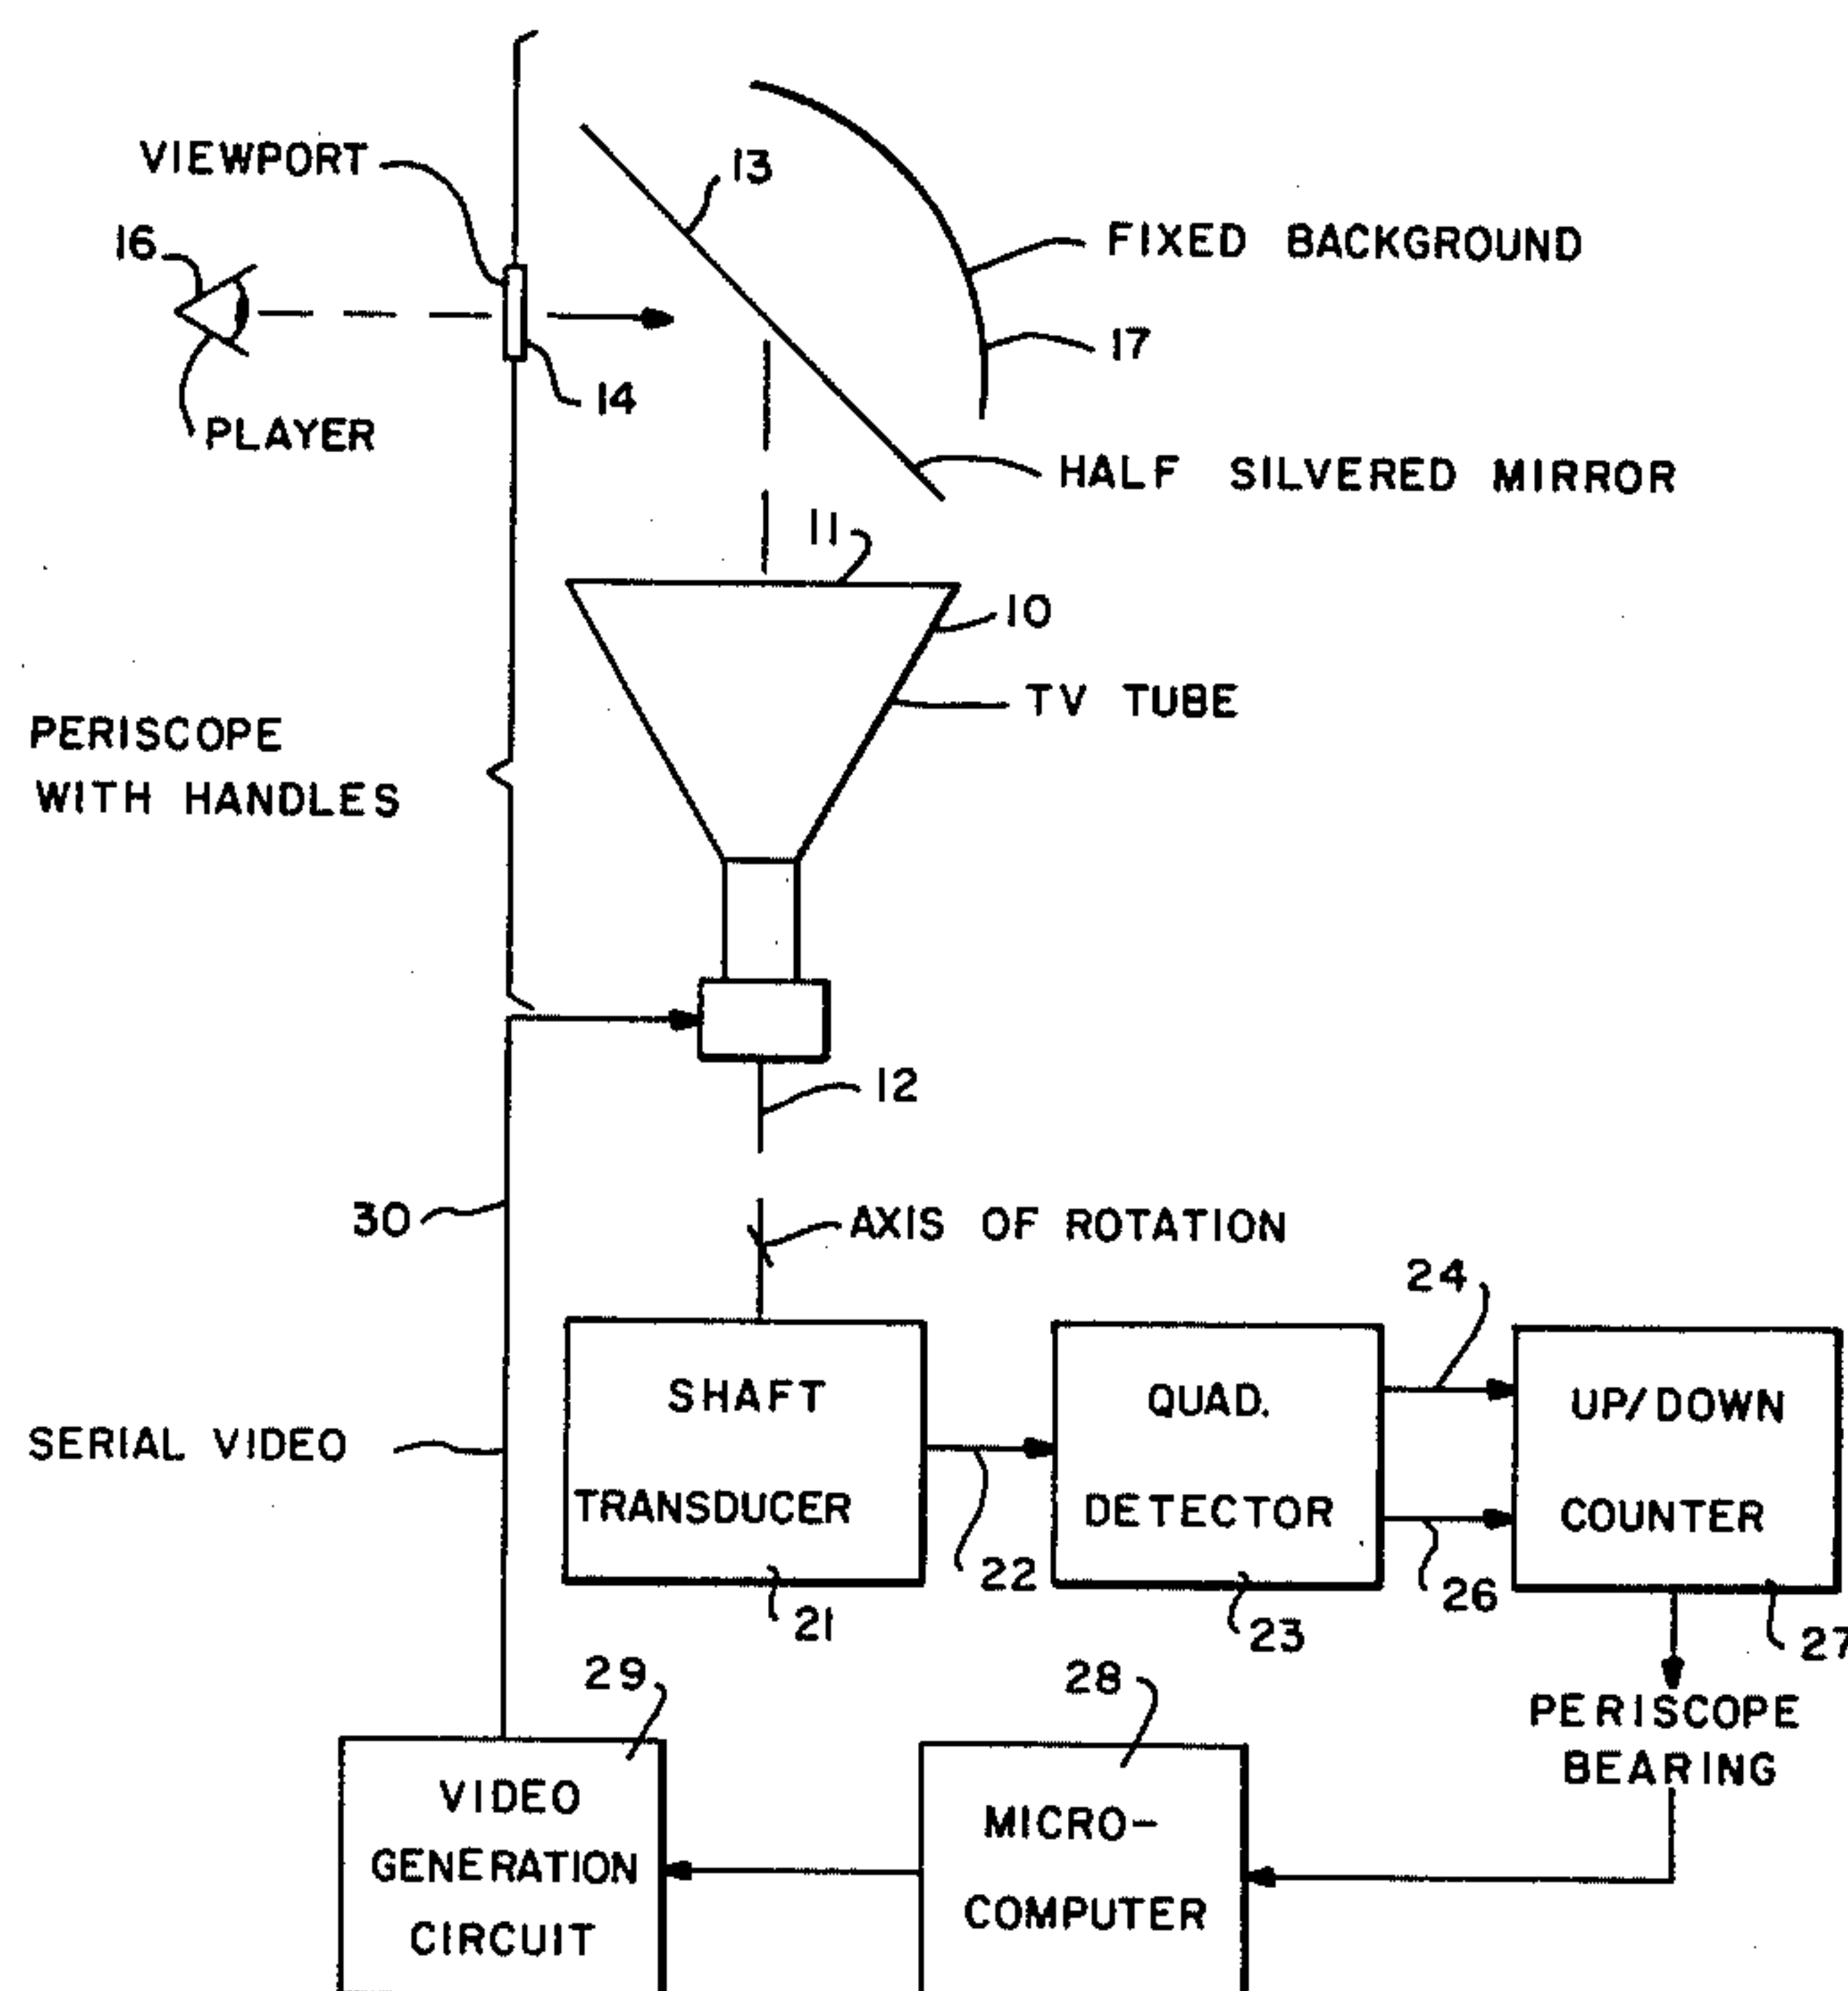 VIEWPORT
13
16
FIXED BACKGROUND
17
14
PLAYER
HALF SILVERED MIRROR
11
10
TV TUBE
PERISCOPE
WITH HANDLES
12
30
AXIS OF ROTATION
24
SHAFT
TRANSDUCER
QUAD.
DETECTOR
UP/DOWN
COUNTER
SERIAL VIDEO
22
26
21
23
27
29
28
PERISCOPE
BEARING
VIDEO
GENERATION
CIRCUIT
MICRO-
COMPUTER